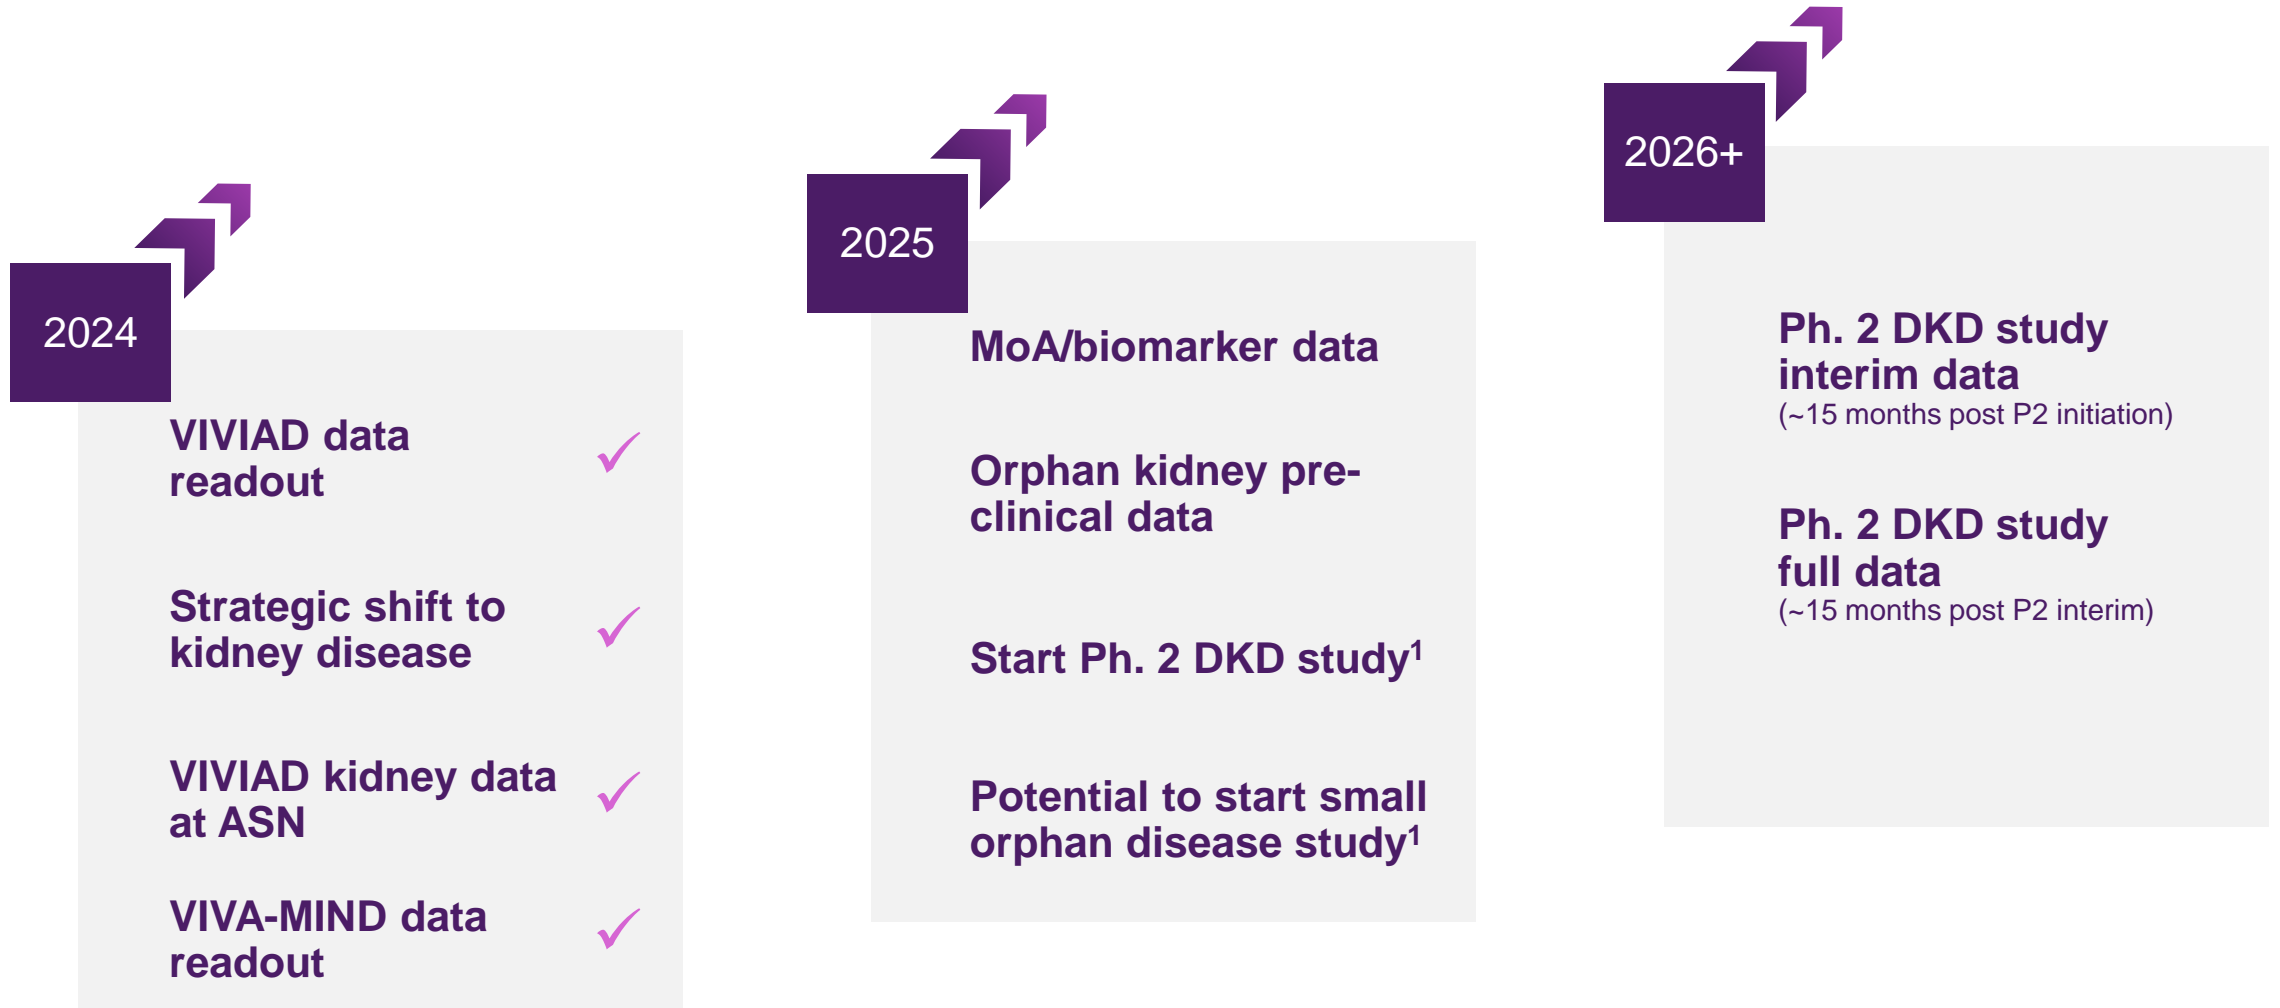 2024
VIVIAD data
readout
Strategic shift to
kidney disease
VIVIAD kidney data
at ASN
VIVA-MIND data
readout
2025
MoA/biomarker data
Orphan kidney pre-
clinical data
Start Ph. 2 DKD study¹
Potential to start small
orphan disease study¹
2026+
Ph. 2 DKD study
interim data
(~15 months post P2 initiation)
Ph. 2 DKD study
full data
(~15 months post P2 interim)